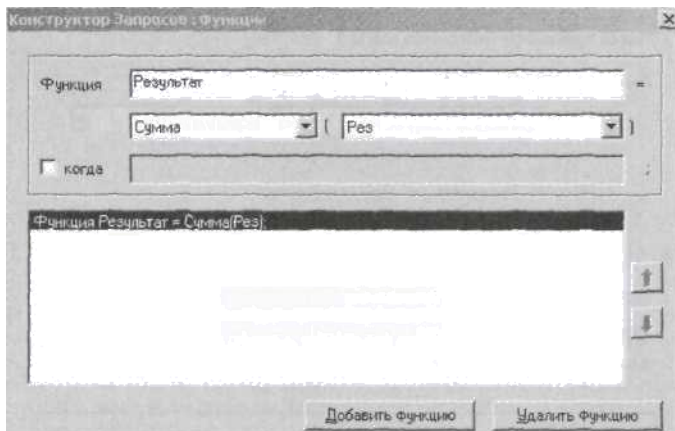 Конструктор Запросов : Функции
Функция Результат =
Сумма ( Рез )
когда ;
Функция Результат = Сумма(Рез);
Добавить функцию Удалить функцию